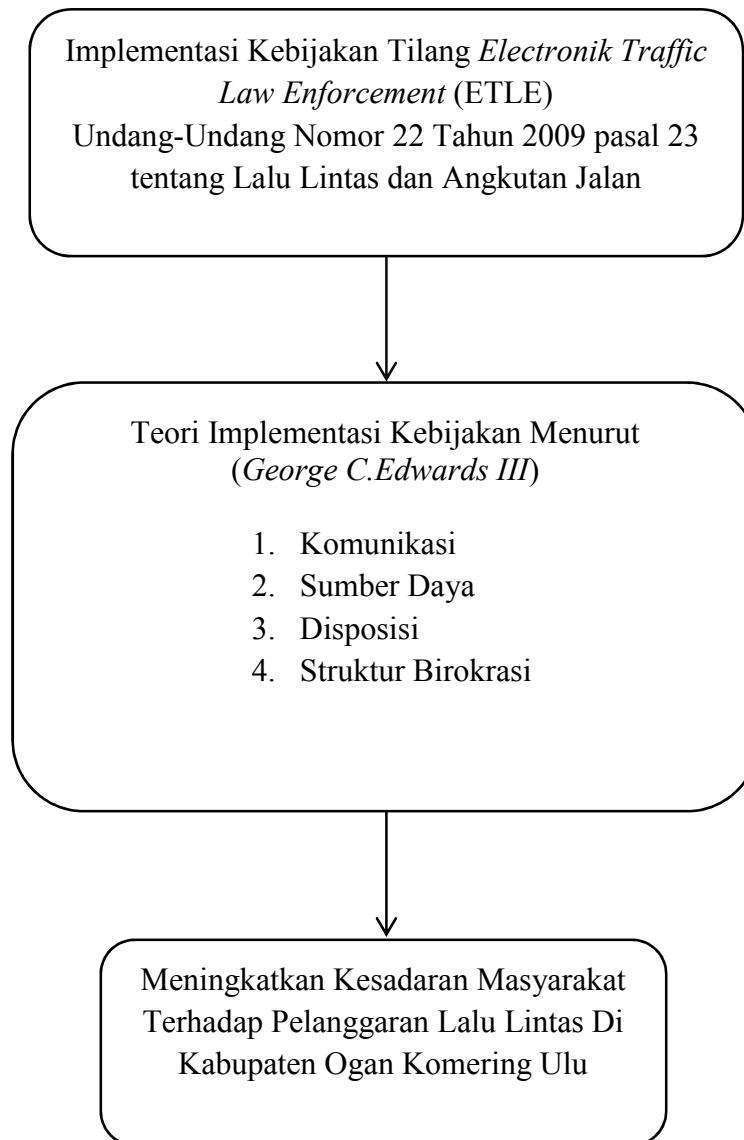 Implementasi Kebijakan Tilang Electronik Traffic
Law Enforcement (ETLE)
Undang-Undang Nomor 22 Tahun 2009 pasal 23
tentang Lalu Lintas dan Angkutan Jalan
Teori Implementasi Kebijakan Menurut
(George C.Edwards III)
1. Komunikasi
2. Sumber Daya
3. Disposisi
4. Struktur Birokrasi
Meningkatkan Kesadaran Masyarakat
Terhadap Pelanggaran Lalu Lintas Di
Kabupaten Ogan Komering Ulu